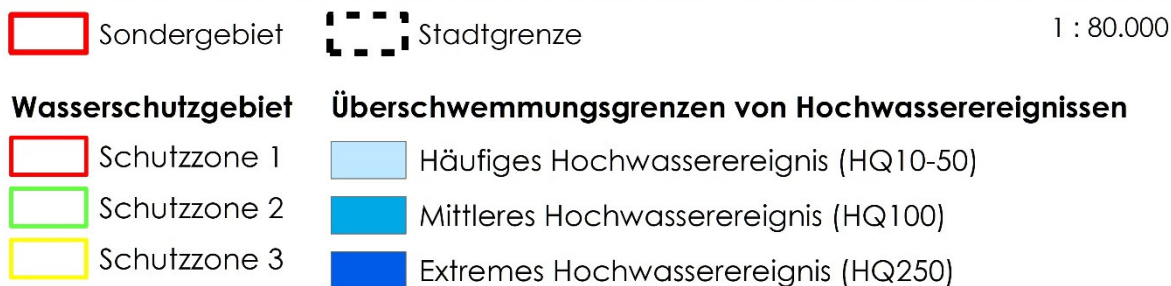 Sondergebiet Stadtgrenze 1 : 80.000
Wasserschutzgebiet Überschwemmungsgrenzen von Hochwasserereignissen
Schutzzone 1 Häufiges Hochwasserereignis (HQ10-50)
Schutzzone 2 Mittleres Hochwasserereignis (HQ100)
Schutzzone 3 Extremes Hochwasserereignis (HQ250)